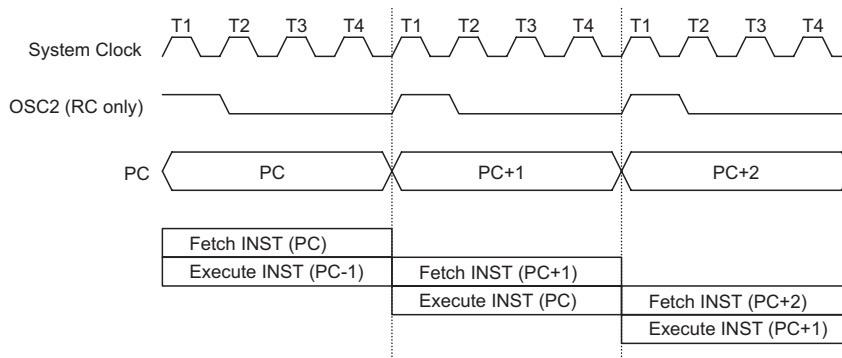 T1 T2 T3 T4 T1 T2 T3 T4 T1 T2 T3 T4
System Clock
OSC2 (RC only)
PC PC PC+1 PC+2
Fetch INST (PC)
Execute INST (PC-1) Fetch INST (PC+1)
Execute INST (PC) Fetch INST (PC+2)
Execute INST (PC+1)